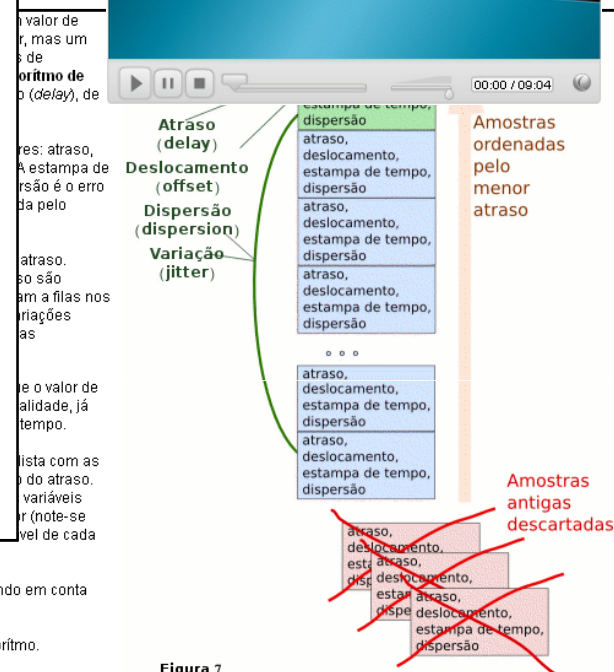 valor de
r, mas um
s de
oritmo de
o (delay), de
res: atraso,
A estampa de
rsão é o erro
da pelo
atraso.
so são
am a filas nos
riações
as
e o valor de
alidade, já
tempo.
lista com as
do atraso.
variáveis
r (note-se
vel de cada
ndo em conta
rítmo.
00:00 / 09:04
Atraso
(delay)
Deslocamento
(offset)
Dispersão
(dispersion)
Variação
(jitter)
estampa de tempo,
dispersão
atraso,
deslocamento,
estampa de tempo,
dispersão
atraso,
deslocamento,
estampa de tempo,
dispersão
atraso,
deslocamento,
estampa de tempo,
dispersão
atraso,
deslocamento,
estampa de tempo,
dispersão
atraso,
deslocamento,
estampa de tempo,
dispersão
Amostras
ordenadas
pelo
menor
atraso
Amostras
antigas
descartadas
atraso,
deslocamento,
esta
disp
atraso,
deslocamento,
estam
dispe
atraso,
deslocamento,
estampa de tempo,
dispersão
Figura 7